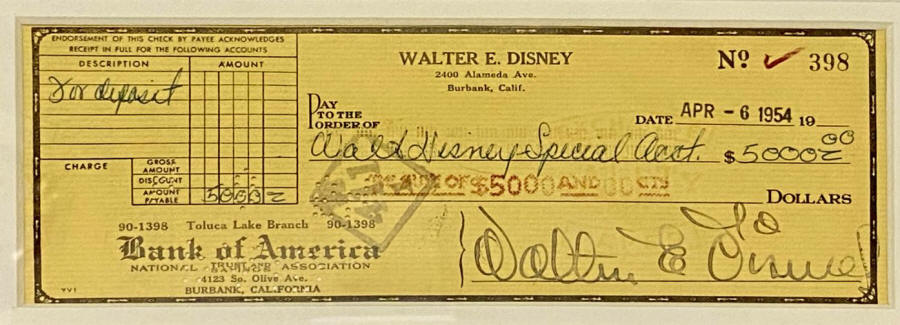 ENDORSEMENT OF THIS CHECK BY PAYEE ACKNOWLEDGES
RECEIPT IN FULL FOR THE FOLLOWING ACCOUNTS
DESCRIPTION AMOUNT
For deposit
CHARGE
GROSS AMOUNT
DISCOUNT
AMOUNT PAYABLE 5000
WALTER E. DISNEY
2400 Alameda Ave.
Burbank, Calif.
Nº 398
DATE APR - 6 1954 19
PAY TO THE ORDER OF Walt Disney Special Acct. $5000 00
THE SUM OF $5000 AND 00 CTS
DOLLARS
90-1398 Toluca Lake Branch 90-1398
Bank of America
NATIONAL TRUST AND SAVINGS ASSOCIATION
4123 So. Olive Ave.
BURBANK, CALIFORNIA
Walter E Disney